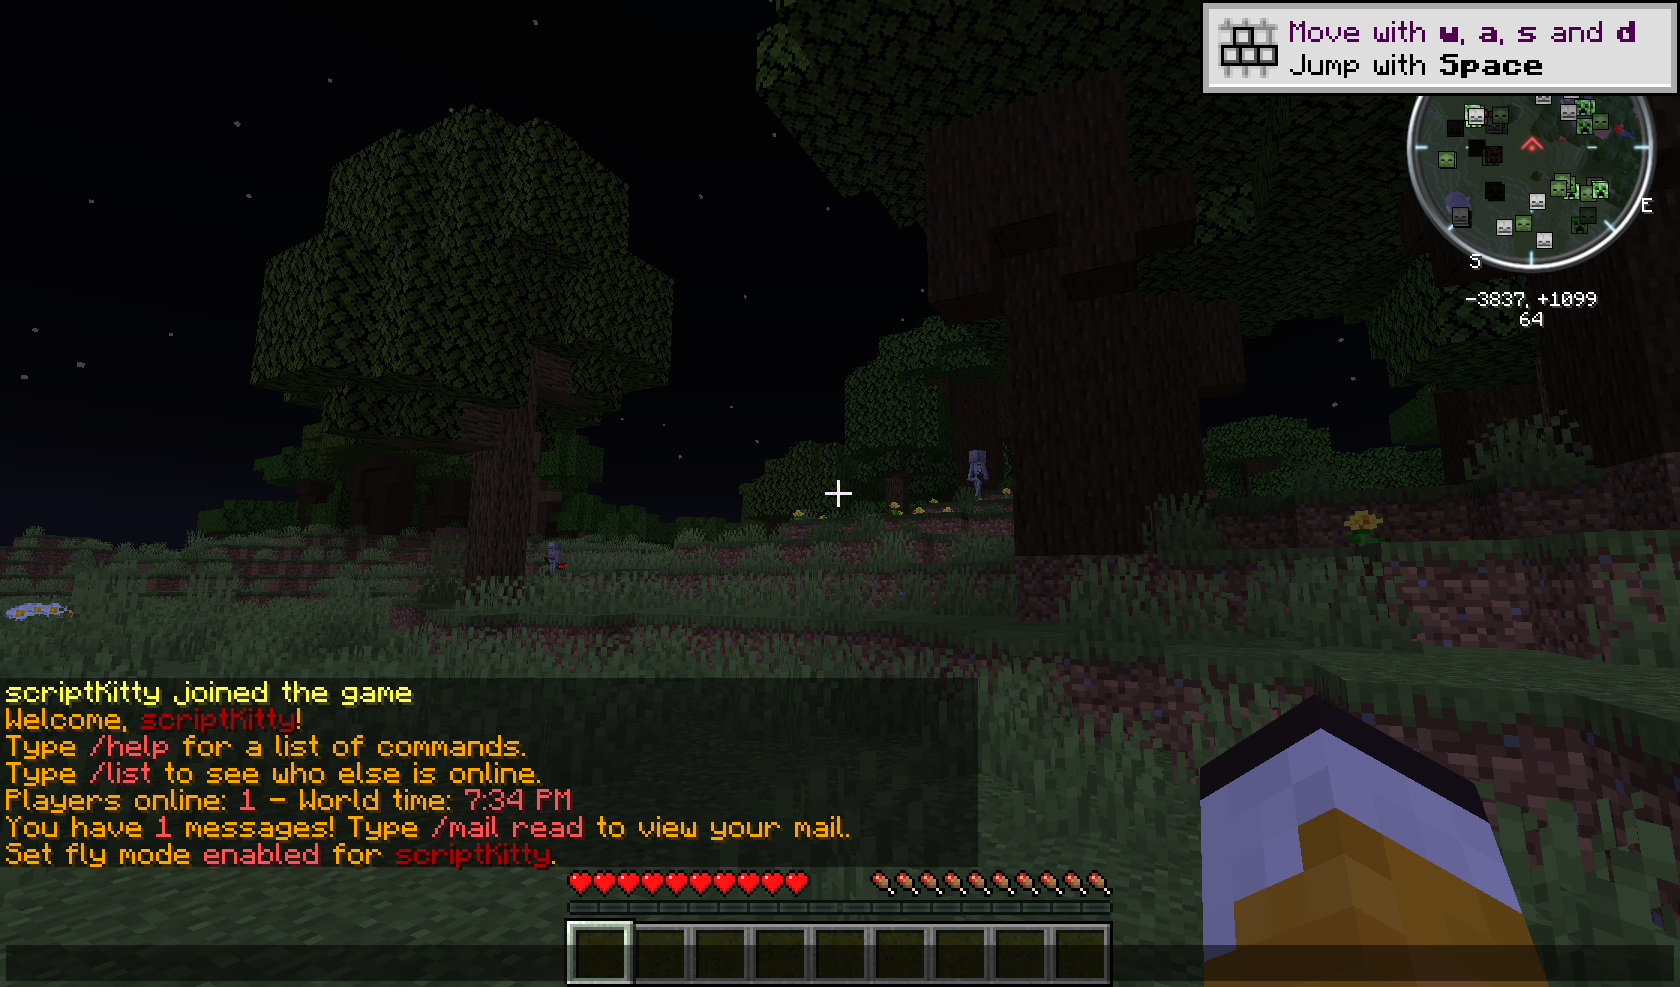 Move with w, a, s and d
Jump with Space
E
S
-3837, +1099
64
scriptKitty joined the game
Welcome, scriptKitty!
Type /help for a list of commands.
Type /list to see who else is online.
Players online: 1 - World time: 7:34 PM
You have 1 messages! Type /mail read to view your mail.
Set fly mode enabled for scriptKitty.